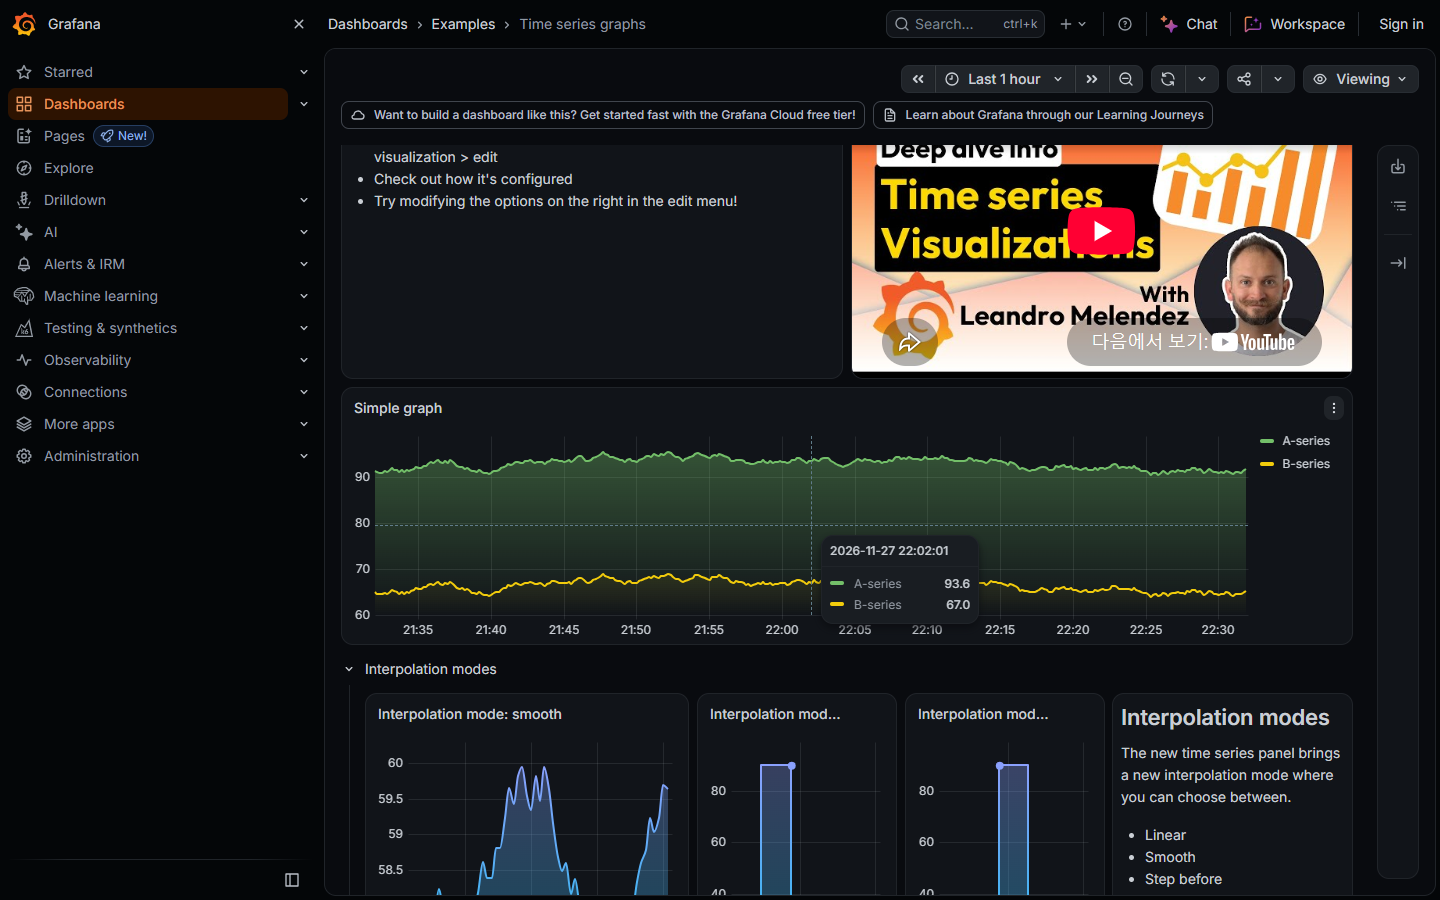 Grafana
Dashboards
Examples
Time series graphs
Search...
ctrl+k
Chat
Workspace
Sign in
Starred
Dashboards
Pages
New!
Explore
Drilldown
AI
Alerts & IRM
Machine learning
Testing & synthetics
Observability
Connections
More apps
Administration
Last 1 hour
Viewing
Want to build a dashboard like this? Get started fast with the Grafana Cloud free tier!
Learn about Grafana through our Learning Journeys
visualization > edit
Check out how it's configured
Try modifying the options on the right in the edit menu!
Deep dive into
Time series
With
Leandro Melendez
다음에서 보기: YouTube
Simple graph
A-series
B-series
90
80
70
60
21:35 21:40 21:45 21:50 21:55 22:00 22:05 22:10 22:15 22:20 22:25 22:30
2026-11-27 22:02:01
A-series 93.6
B-series 67.0
Interpolation modes
Interpolation mode: smooth
60
59.5
59
58.5
Interpolation mod...
80
60
40
Interpolation mod...
80
60
40
Interpolation modes
The new time series panel brings
a new interpolation mode where
you can choose between.
Linear
Smooth
Step before